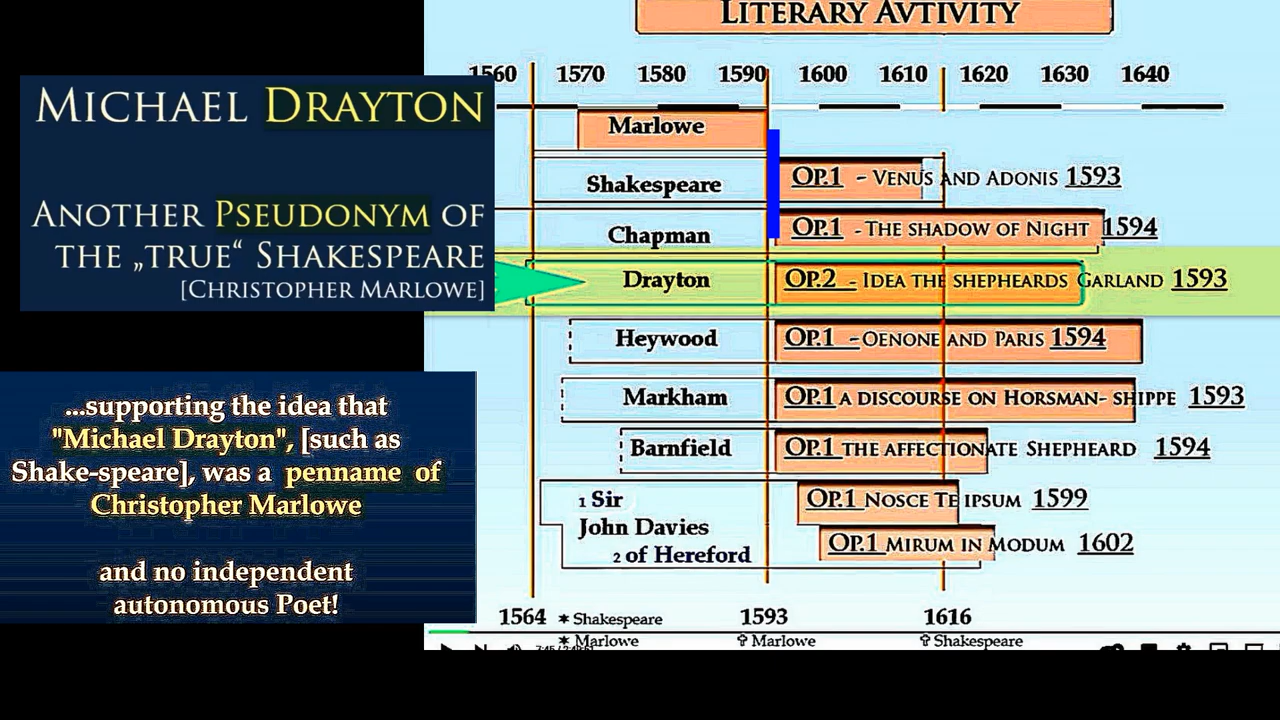 LITERARY AVTIVITY
1560 1570 1580 1590 1600 1610 1620 1630 1640
MICHAEL DRAYTON
ANOTHER PSEUDONYM OF
THE „TRUE“ SHAKESPEARE
[CHRISTOPHER MARLOWE]
...supporting the idea that
"Michael Drayton", [such as
Shake-speare], was a penname of
Christopher Marlowe
and no independent
autonomous Poet!
Marlowe
Shakespeare OP.1 - VENUS AND ADONIS 1593
Chapman OP.1 - THE SHADOW OF NIGHT 1594
Drayton OP.2 - IDEA THE SHEPHEARDS GARLAND 1593
Heywood OP.1 - OENONE AND PARIS 1594
Markham OP.1 A DISCOURSE ON HORSMAN- SHIPPE 1593
Barnfield OP.1 THE AFFECTIONATE SHEPHEARD 1594
1 Sir OP.1 NOSCE TE IPSUM 1599
John Davies
2 of Hereford OP.1 MIRUM IN MODUM 1602
1564 ✶ Shakespeare 1593 1616
✶ Marlowe ✞ Marlowe ✞ Shakespeare